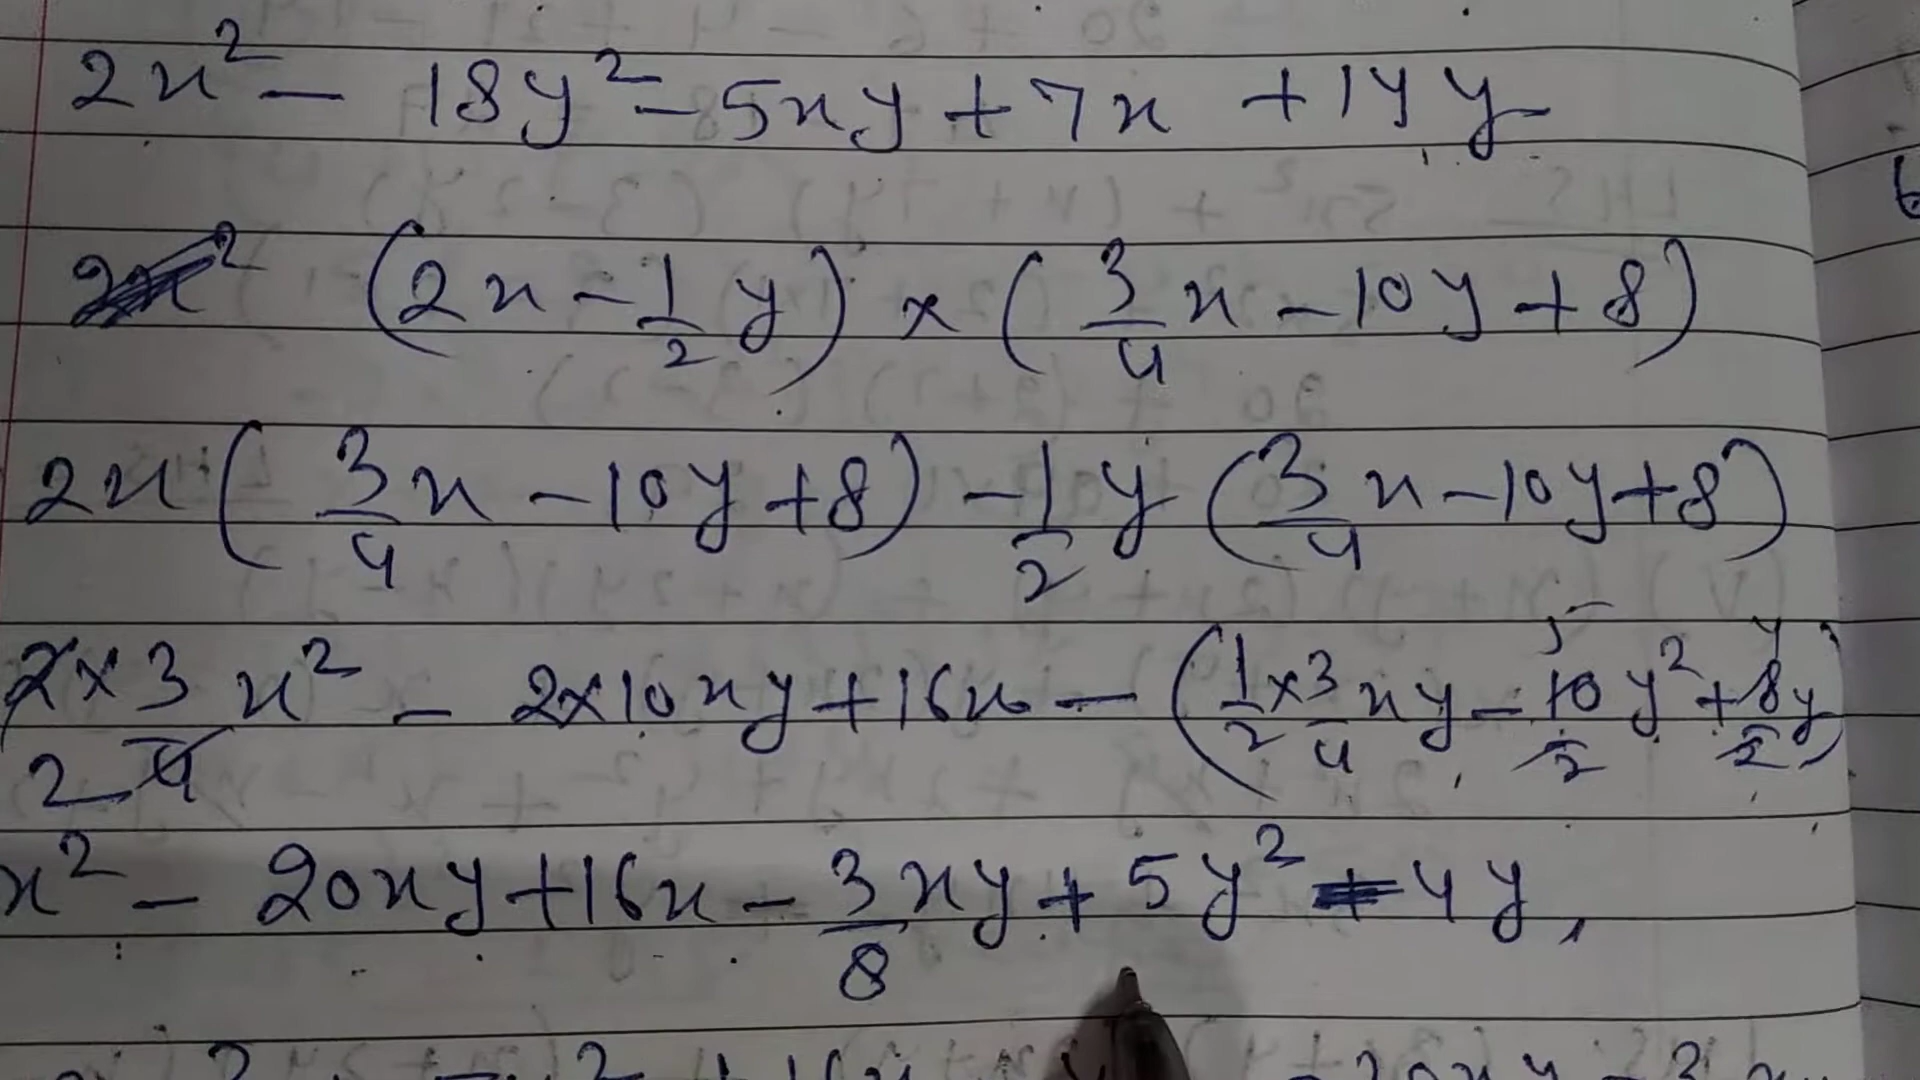 2x² - 18y² - 5xy + 7x + 14y
(2x - 1/2 y) × (3/4 x - 10y + 8)
2x (3/4 x - 10y + 8) - 1/2 y (3/4 x - 10y + 8)
2 × 3/4 x² - 2×10xy + 16x - (1/2 × 3/4 xy - 10/2 y² + 8/2 y)
x² - 20xy + 16x - 3/8 xy + 5y² - 4y,